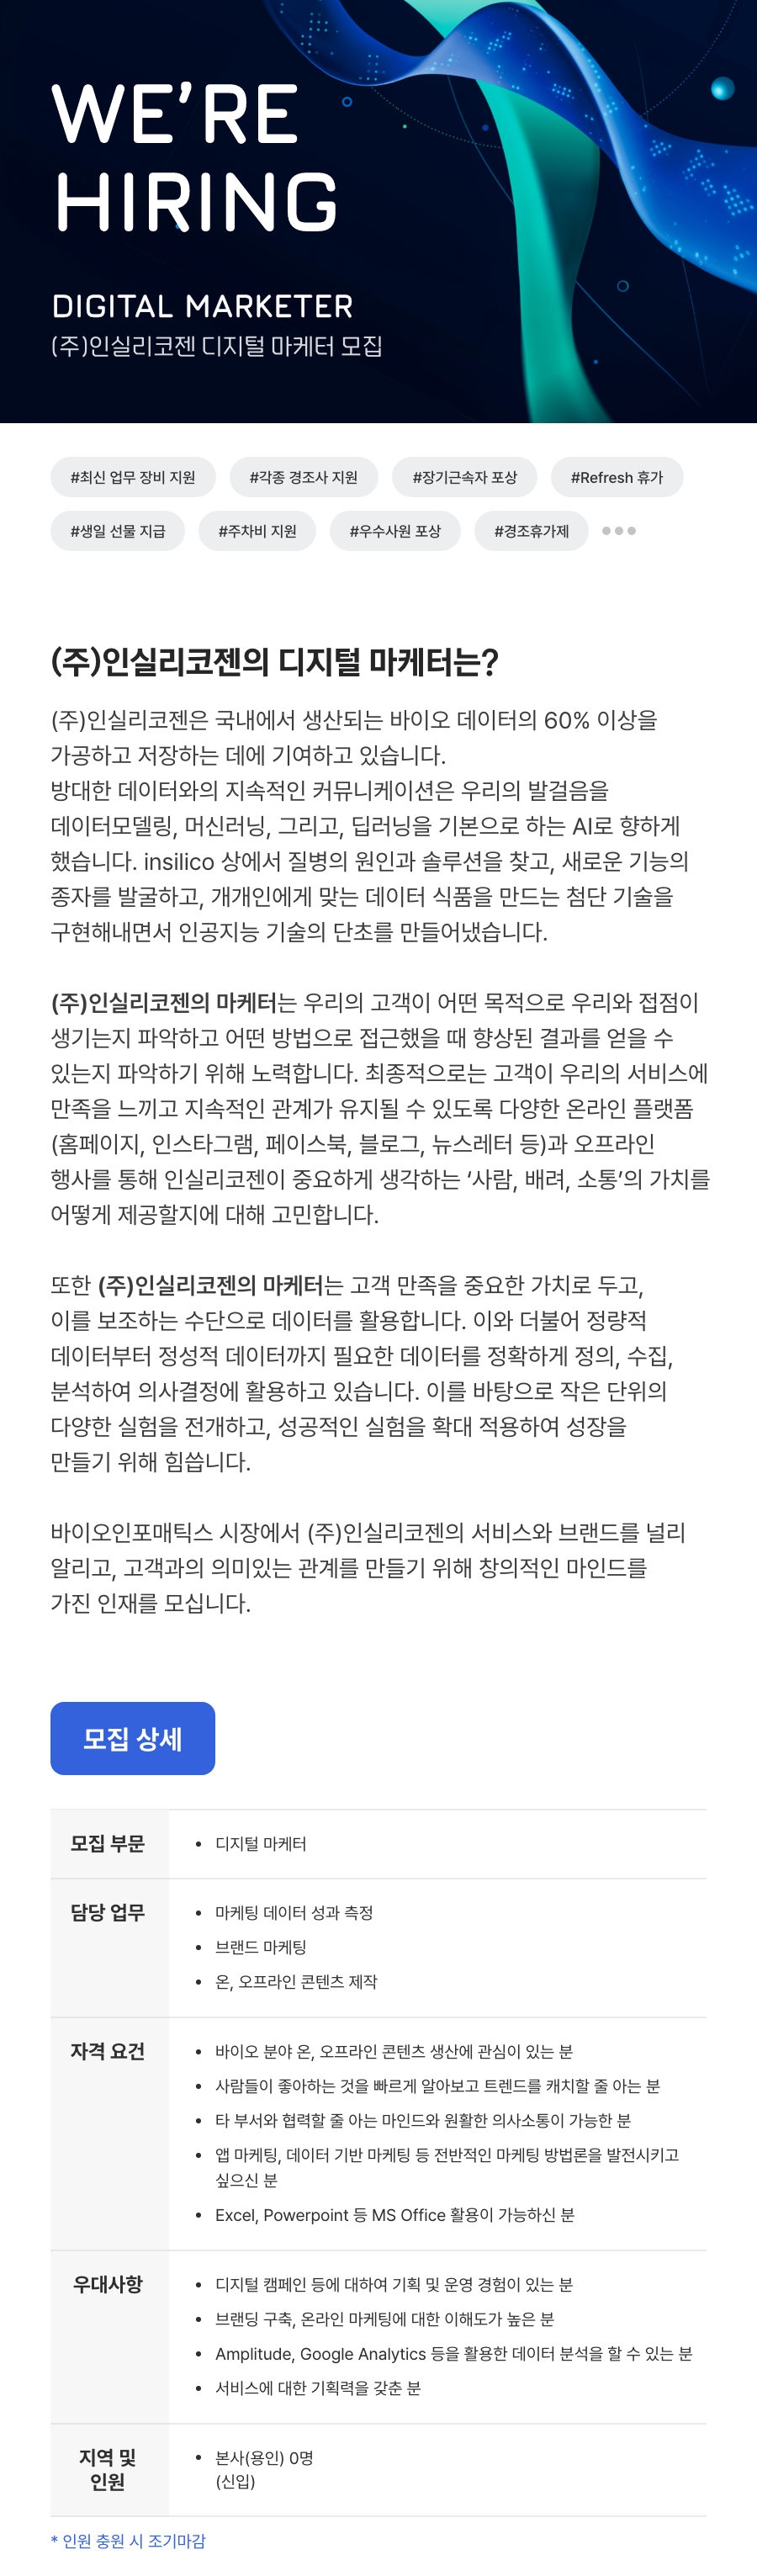 WE'RE
HIRING
DIGITAL MARKETER
(주)인실리코젠 디지털 마케터 모집
#최신 업무 장비 지원 #각종 경조사 지원 #장기근속자 포상 #Refresh 휴가
#생일 선물 지급 #주차비 지원 #우수사원 포상 #경조휴가제
(주)인실리코젠의 디지털 마케터는?
(주)인실리코젠은 국내에서 생산되는 바이오 데이터의 60% 이상을
가공하고 저장하는 데에 기여하고 있습니다.
방대한 데이터와의 지속적인 커뮤니케이션은 우리의 발걸음을
데이터모델링, 머신러닝, 그리고, 딥러닝을 기본으로 하는 AI로 향하게
했습니다. insilico 상에서 질병의 원인과 솔루션을 찾고, 새로운 기능의
종자를 발굴하고, 개개인에게 맞는 데이터 식품을 만드는 첨단 기술을
구현해내면서 인공지능 기술의 단초를 만들어냈습니다.
(주)인실리코젠의 마케터는 우리의 고객이 어떤 목적으로 우리와 접점이
생기는지 파악하고 어떤 방법으로 접근했을 때 향상된 결과를 얻을 수
있는지 파악하기 위해 노력합니다. 최종적으로는 고객이 우리의 서비스에
만족을 느끼고 지속적인 관계가 유지될 수 있도록 다양한 온라인 플랫폼
(홈페이지, 인스타그램, 페이스북, 블로그, 뉴스레터 등)과 오프라인
행사를 통해 인실리코젠이 중요하게 생각하는 ‘사람, 배려, 소통’의 가치를
어떻게 제공할지에 대해 고민합니다.
또한 (주)인실리코젠의 마케터는 고객 만족을 중요한 가치로 두고,
이를 보조하는 수단으로 데이터를 활용합니다. 이와 더불어 정량적
데이터부터 정성적 데이터까지 필요한 데이터를 정확하게 정의, 수집,
분석하여 의사결정에 활용하고 있습니다. 이를 바탕으로 작은 단위의
다양한 실험을 전개하고, 성공적인 실험을 확대 적용하여 성장을
만들기 위해 힘씁니다.
바이오인포매틱스 시장에서 (주)인실리코젠의 서비스와 브랜드를 널리
알리고, 고객과의 의미있는 관계를 만들기 위해 창의적인 마인드를
가진 인재를 모십니다.
모집 상세
모집 부문
• 디지털 마케터
담당 업무
• 마케팅 데이터 성과 측정
• 브랜드 마케팅
• 온, 오프라인 콘텐츠 제작
자격 요건
• 바이오 분야 온, 오프라인 콘텐츠 생산에 관심이 있는 분
• 사람들이 좋아하는 것을 빠르게 알아보고 트렌드를 캐치할 줄 아는 분
• 타 부서와 협력할 줄 아는 마인드와 원활한 의사소통이 가능한 분
• 앱 마케팅, 데이터 기반 마케팅 등 전반적인 마케팅 방법론을 발전시키고
싶으신 분
• Excel, Powerpoint 등 MS Office 활용이 가능하신 분
우대사항
• 디지털 캠페인 등에 대하여 기획 및 운영 경험이 있는 분
• 브랜딩 구축, 온라인 마케팅에 대한 이해도가 높은 분
• Amplitude, Google Analytics 등을 활용한 데이터 분석을 할 수 있는 분
• 서비스에 대한 기획력을 갖춘 분
지역 및
인원
• 본사(용인) 0명
(신입)
* 인원 충원 시 조기마감